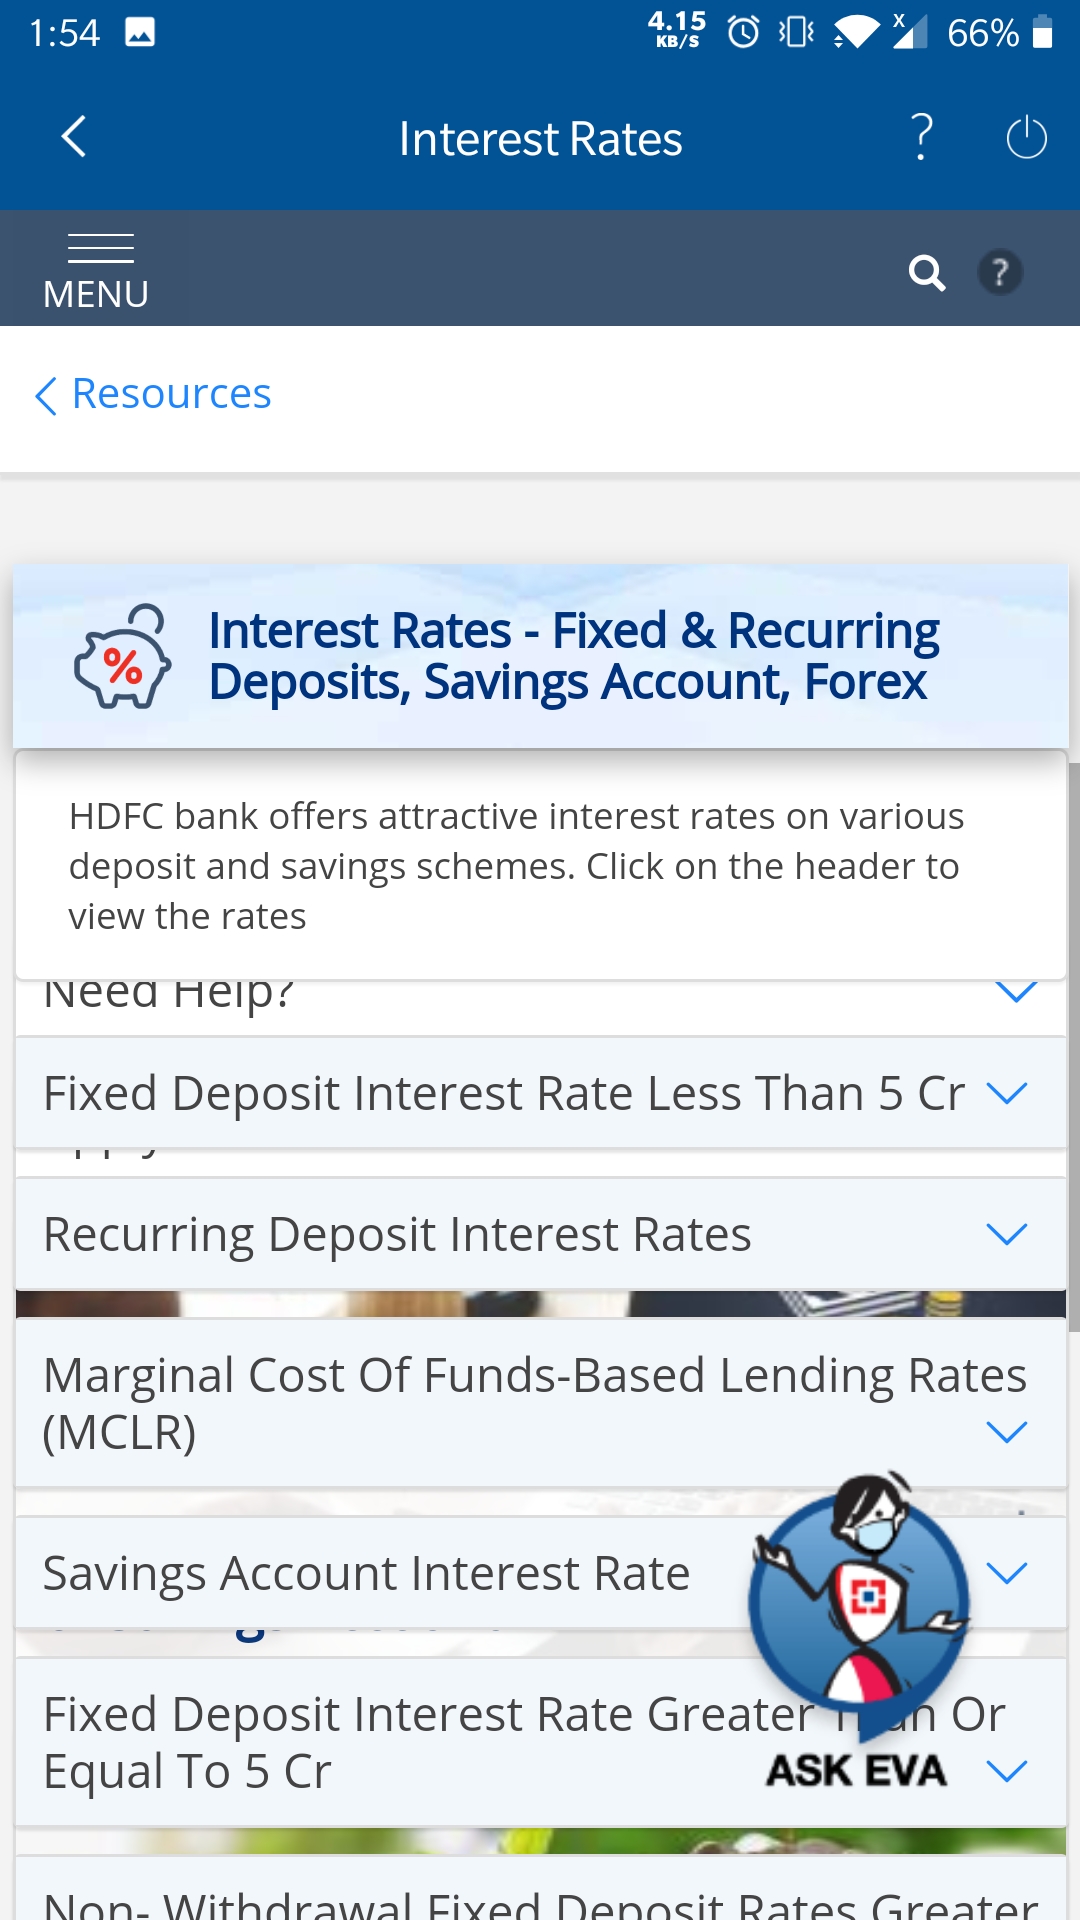 1:54 4.15 KB/S X 66%
Interest Rates ?
MENU ?
Resources
%
Interest Rates - Fixed & Recurring
Deposits, Savings Account, Forex
HDFC bank offers attractive interest rates on various
deposit and savings schemes. Click on the header to
view the rates
Need Help?
Fixed Deposit Interest Rate Less Than 5 Cr
Recurring Deposit Interest Rates
Marginal Cost Of Funds-Based Lending Rates
(MCLR)
Savings Account Interest Rate
Fixed Deposit Interest Rate Greater Than Or
Equal To 5 Cr
ASK EVA
Non- Withdrawal Fixed Deposit Rates Greater